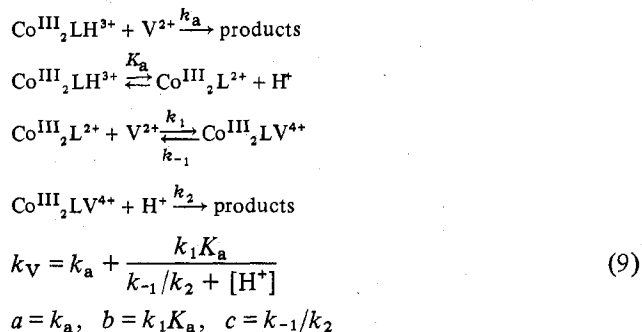 Co^III_2LH^3+ + V^2+ —k_a→ products
Co^III_2LH^3+ ⇌(K_a) Co^III_2L^2+ + H^+
Co^III_2L^2+ + V^2+ ⇌(k_1/k_-1) Co^III_2LV^4+
Co^III_2LV^4+ + H^+ —k_2→ products
k_V = k_a + k_1K_a / (k_-1/k_2 + [H^+]) (9)
a = k_a, b = k_1K_a, c = k_-1/k_2